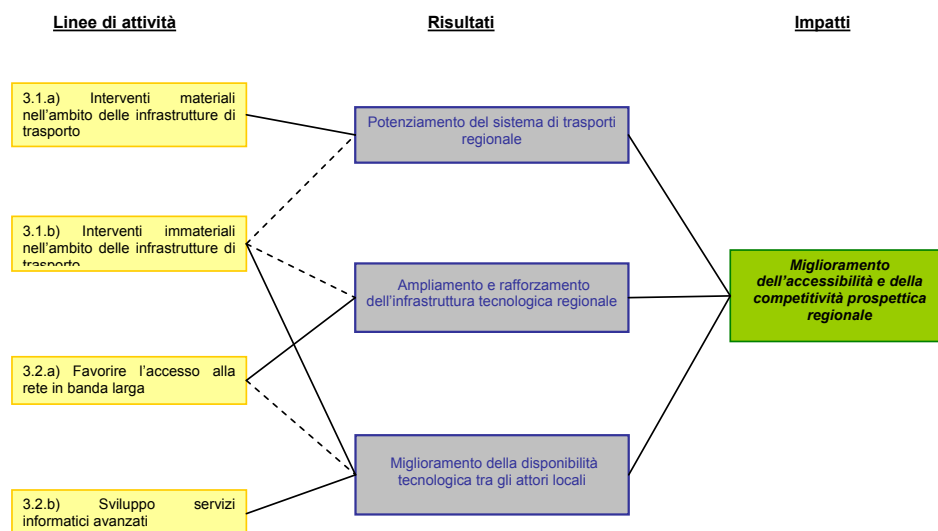 Linee di attività
Risultati
Impatti
3.1.a) Interventi materiali
nell'ambito delle infrastrutture di
trasporto
Potenziamento del sistema di trasporti
regionale
3.1.b) Interventi immateriali
nell'ambito delle infrastrutture di
trasporto
Ampliamento e rafforzamento
dell'infrastruttura tecnologica regionale
Miglioramento
dell'accessibilità e della
competitività prospettica
regionale
3.2.a) Favorire l'accesso alla
rete in banda larga
Miglioramento della disponibilità
tecnologica tra gli attori locali
3.2.b) Sviluppo servizi
informatici avanzati